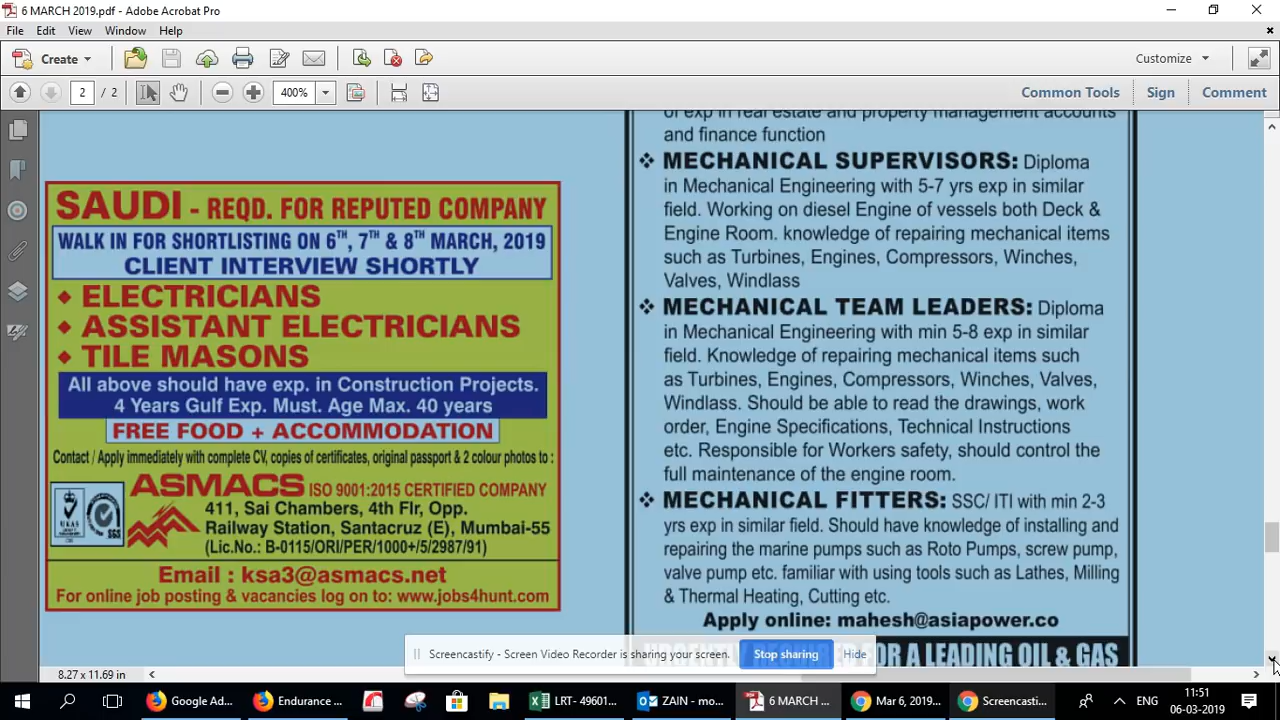 6 MARCH 2019.pdf - Adobe Acrobat Pro
File Edit View Window Help
Create
Customize
2 / 2
400%
Common Tools
Sign
Comment
SAUDI - REQD. FOR REPUTED COMPANY
WALK IN FOR SHORTLISTING ON 6TH, 7TH & 8TH MARCH, 2019
CLIENT INTERVIEW SHORTLY
◆ ELECTRICIANS
◆ ASSISTANT ELECTRICIANS
◆ TILE MASONS
All above should have exp. in Construction Projects.
4 Years Gulf Exp. Must. Age Max. 40 years
FREE FOOD + ACCOMMODATION
Contact / Apply immediately with complete CV, copies of certificates, original passport & 2 colour photos to :
UKAS
SGS
ASMACS ISO 9001:2015 CERTIFIED COMPANY
411, Sai Chambers, 4th Flr, Opp.
Railway Station, Santacruz (E), Mumbai-55
(Lic.No.: B-0115/ORI/PER/1000+/5/2987/91)
Email : ksa3@asmacs.net
For online job posting & vacancies log on to: www.jobs4hunt.com
of exp in real estate and property management accounts
and finance function
❖ MECHANICAL SUPERVISORS: Diploma
in Mechanical Engineering with 5-7 yrs exp in similar
field. Working on diesel Engine of vessels both Deck &
Engine Room. knowledge of repairing mechanical items
such as Turbines, Engines, Compressors, Winches,
Valves, Windlass
❖ MECHANICAL TEAM LEADERS: Diploma
in Mechanical Engineering with min 5-8 exp in similar
field. Knowledge of repairing mechanical items such
as Turbines, Engines, Compressors, Winches, Valves,
Windlass. Should be able to read the drawings, work
order, Engine Specifications, Technical Instructions
etc. Responsible for Workers safety, should control the
full maintenance of the engine room.
❖ MECHANICAL FITTERS: SSC/ ITI with min 2-3
yrs exp in similar field. Should have knowledge of installing and
repairing the marine pumps such as Roto Pumps, screw pump,
valve pump etc. familiar with using tools such as Lathes, Milling
& Thermal Heating, Cutting etc.
Apply online: mahesh@asiapower.co
URGENTLY REQUIRED FOR A LEADING OIL & GAS
Screencastify - Screen Video Recorder is sharing your screen.
Stop sharing
Hide
8.27 x 11.69 in
Google Ad...
Endurance ...
LRT- 49601...
ZAIN - mo...
6 MARCH ...
Mar 6, 2019...
Screencasti...
ENG
11:51
06-03-2019